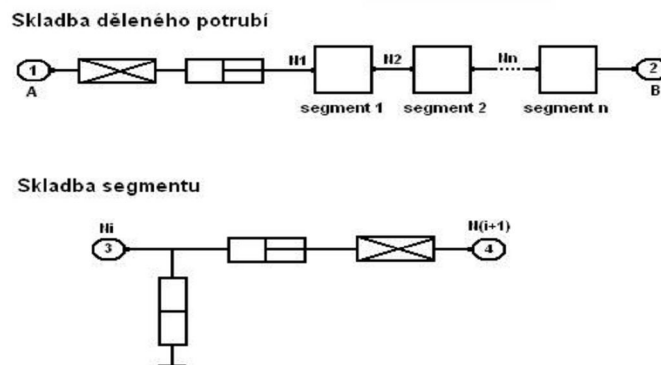 Skladba děleného potrubí
1
A
N1
segment 1
N2
segment 2
Nn
segment n
2
B
Skladba segmentu
Ni
3
N(i+1)
4